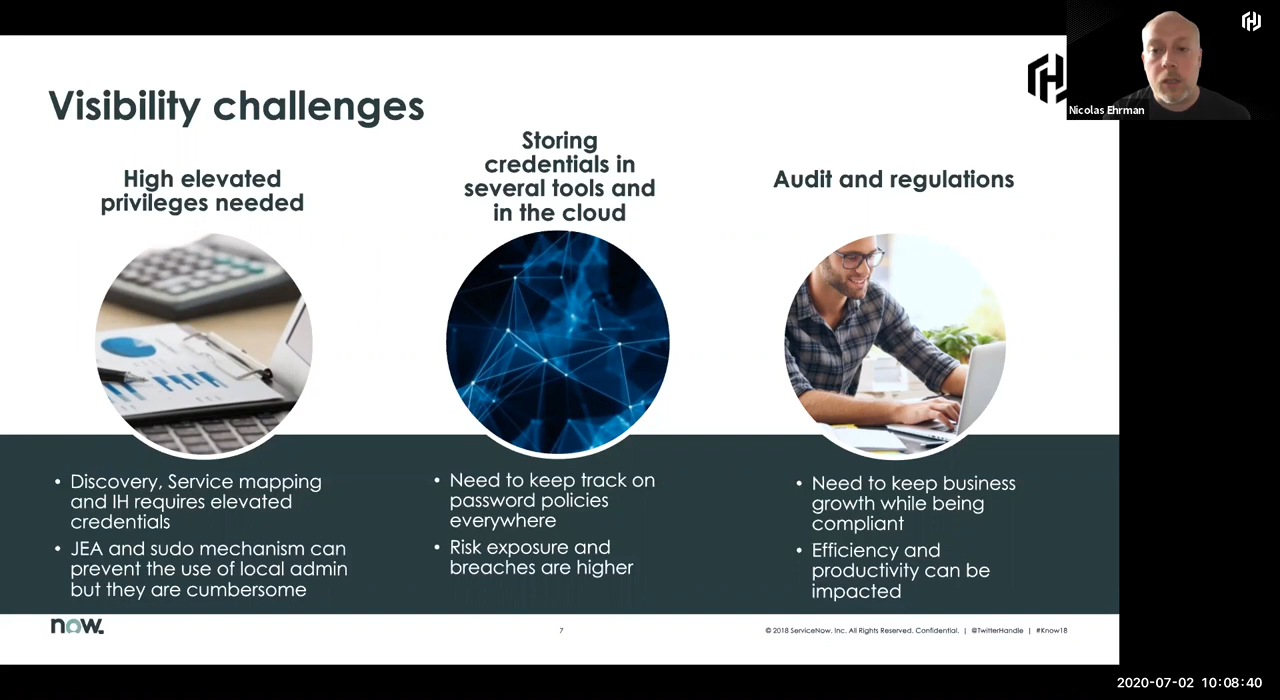 Visibility challenges
High elevated
privileges needed
Storing
credentials in
several tools and
in the cloud
Audit and regulations
• Discovery, Service mapping
and IH requires elevated
credentials
• JEA and sudo mechanism can
prevent the use of local admin
but they are cumbersome
• Need to keep track on
password policies
everywhere
• Risk exposure and
breaches are higher
• Need to keep business
growth while being
compliant
• Efficiency and
productivity can be
impacted
now.
7
© 2018 ServiceNow, Inc. All Rights Reserved. Confidential. | @TwitterHandle | #Know18
Nicolas Ehrman
2020-07-02 10:08:40